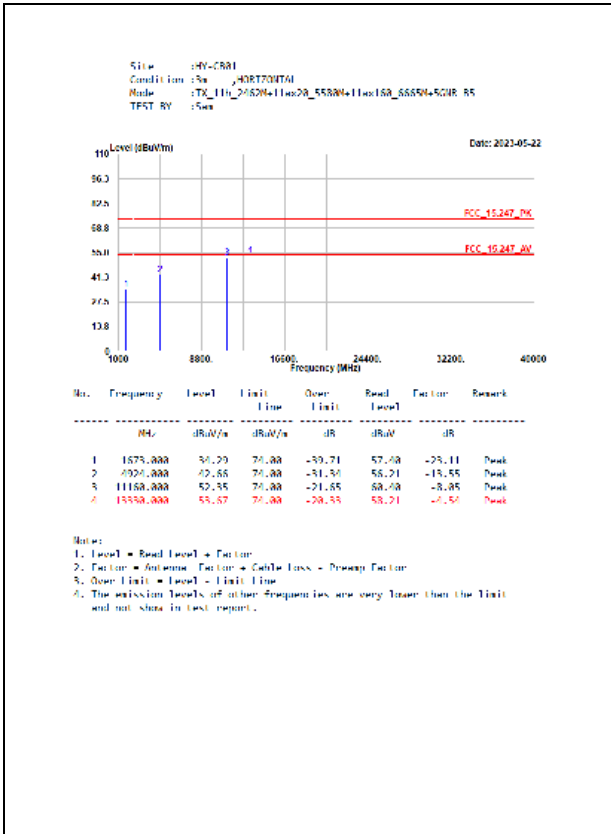 Site :HY-CB01
Condition :3m ,HORIZONTAL
Mode :TX_11b_2462M+11ax20_5580M+11ax160_6665M+5GNR B5
TEST BY :Sam
Level (dBuV/m)
Date: 2023-05-22
110
96.3
82.5
FCC_15.247_PK
68.8
55.0
FCC_15.247_AV
3 4
2
41.3
1
27.5
13.8
0
1000 8800. 16600. 24400. 32200. 40000
Frequency (MHz)
No. Frequency Level Limit Over Read Factor Remark
Line Limit Level
MHz dBuV/m dBuV/m dB dBuV dB
1 1673.000 34.29 74.00 -39.71 57.40 -23.11 Peak
2 4924.000 42.66 74.00 -31.34 56.21 -13.55 Peak
3 11160.000 52.35 74.00 -21.65 60.40 -8.05 Peak
4 13330.000 53.67 74.00 -20.33 58.21 -4.54 Peak
Note:
1. Level = Read Level + Factor
2. Factor = Antenna Factor + Cable Loss - Preamp Factor
3. Over Limit = Level - Limit Line
4. The emission levels of other frequencies are very lower than the limit
and not show in test report.